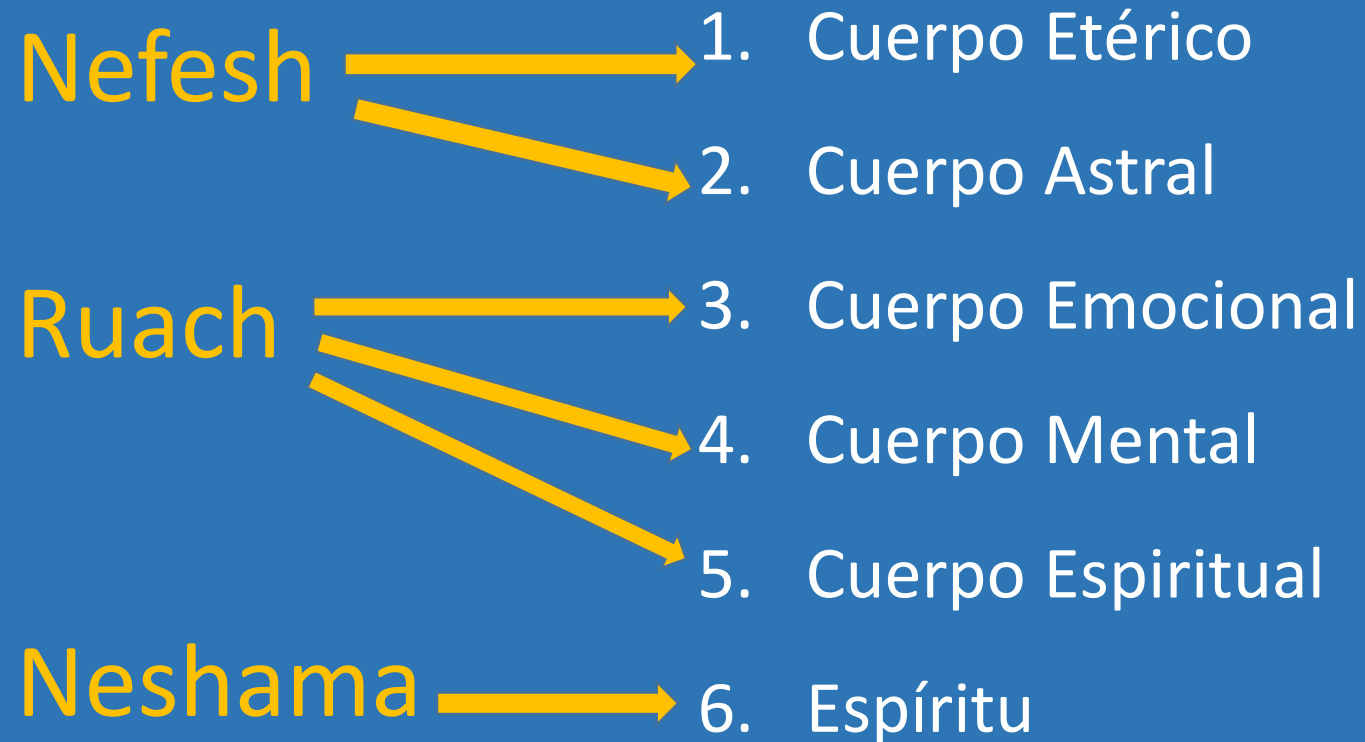 Nefesh
1. Cuerpo Etérico
2. Cuerpo Astral
Ruach
3. Cuerpo Emocional
4. Cuerpo Mental
5. Cuerpo Espiritual
Neshama
6. Espíritu